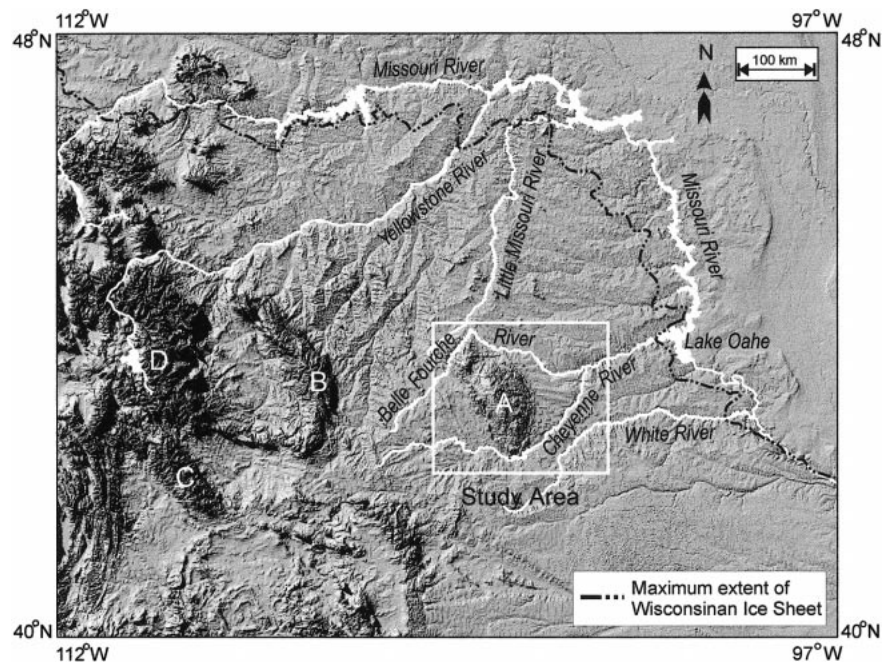 112°W
97°W
48°N
N
100 km
Missouri River
Yellowstone River
Little Missouri River
Missouri River
D
B
Belle Fourche
River
Lake Oahe
A
Cheyenne River
White River
C
Study Area
Maximum extent of
Wisconsinan Ice Sheet
40°N
40°N
112°W
97°W